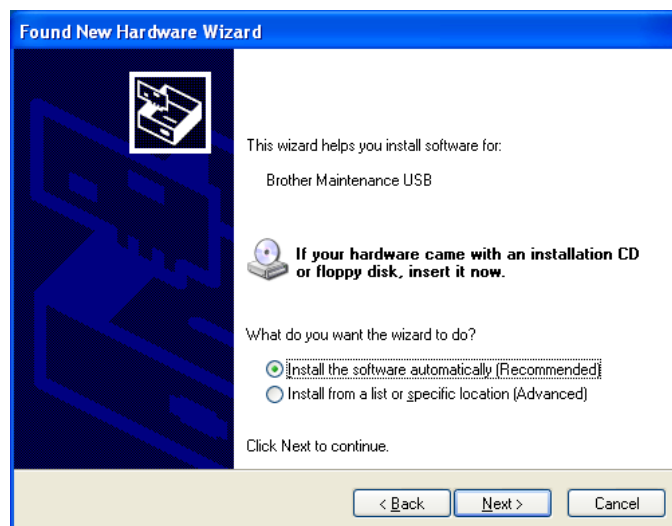 Found New Hardware Wizard
This wizard helps you install software for:
Brother Maintenance USB
If your hardware came with an installation CD
or floppy disk, insert it now.
What do you want the wizard to do?
Install the software automatically (Recommended)
Install from a list or specific location (Advanced)
Click Next to continue.
< Back
Next >
Cancel